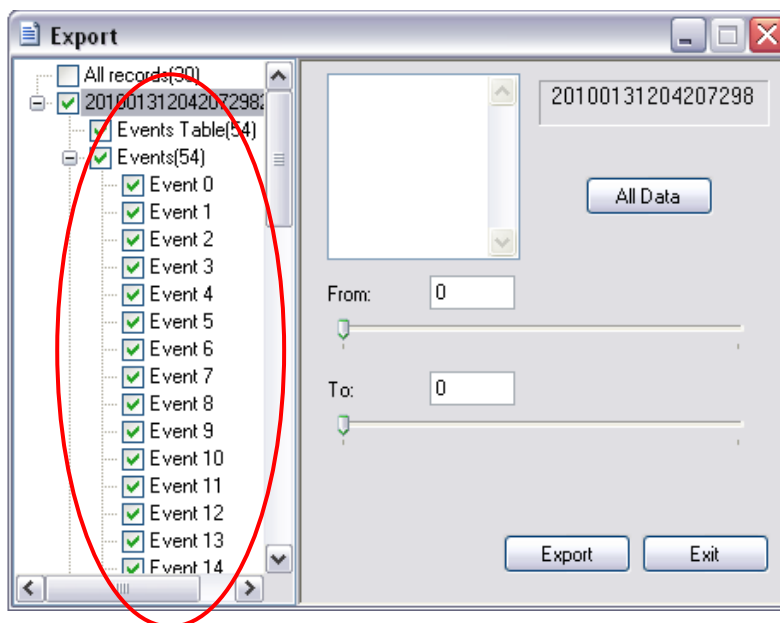 Export
All records(30)
201001312042072982
Events Table(54)
Events(54)
Event 0
Event 1
Event 2
Event 3
Event 4
Event 5
Event 6
Event 7
Event 8
Event 9
Event 10
Event 11
Event 12
Event 13
Event 14
20100131204207298
All Data
From:
0
To:
0
Export
Exit